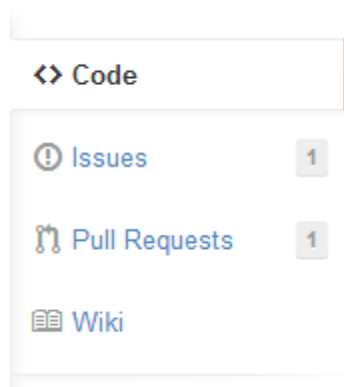 Code
Issues 1
Pull Requests 1
Wiki